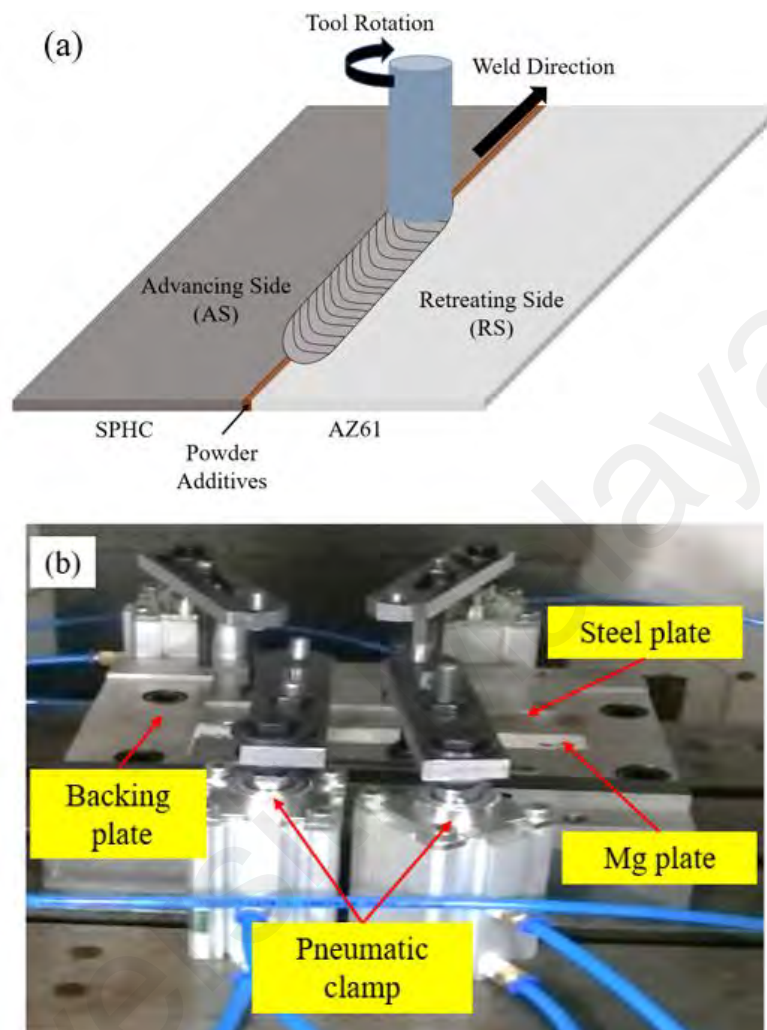 (a)
Tool Rotation
Weld Direction
Advancing Side
(AS)
Retreating Side
(RS)
SPHC
AZ61
Powder
Additives
(b)
Steel plate
Backing
plate
Mg plate
Pneumatic
clamp